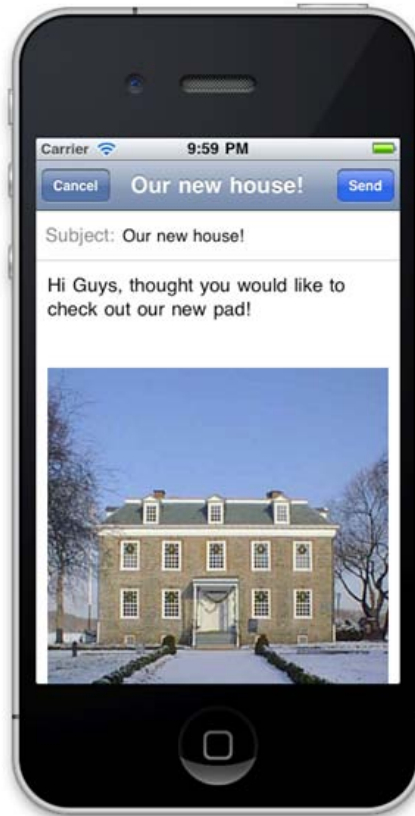 Carrier 9:59 PM
Cancel Our new house! Send
Subject: Our new house!
Hi Guys, thought you would like to
check out our new pad!